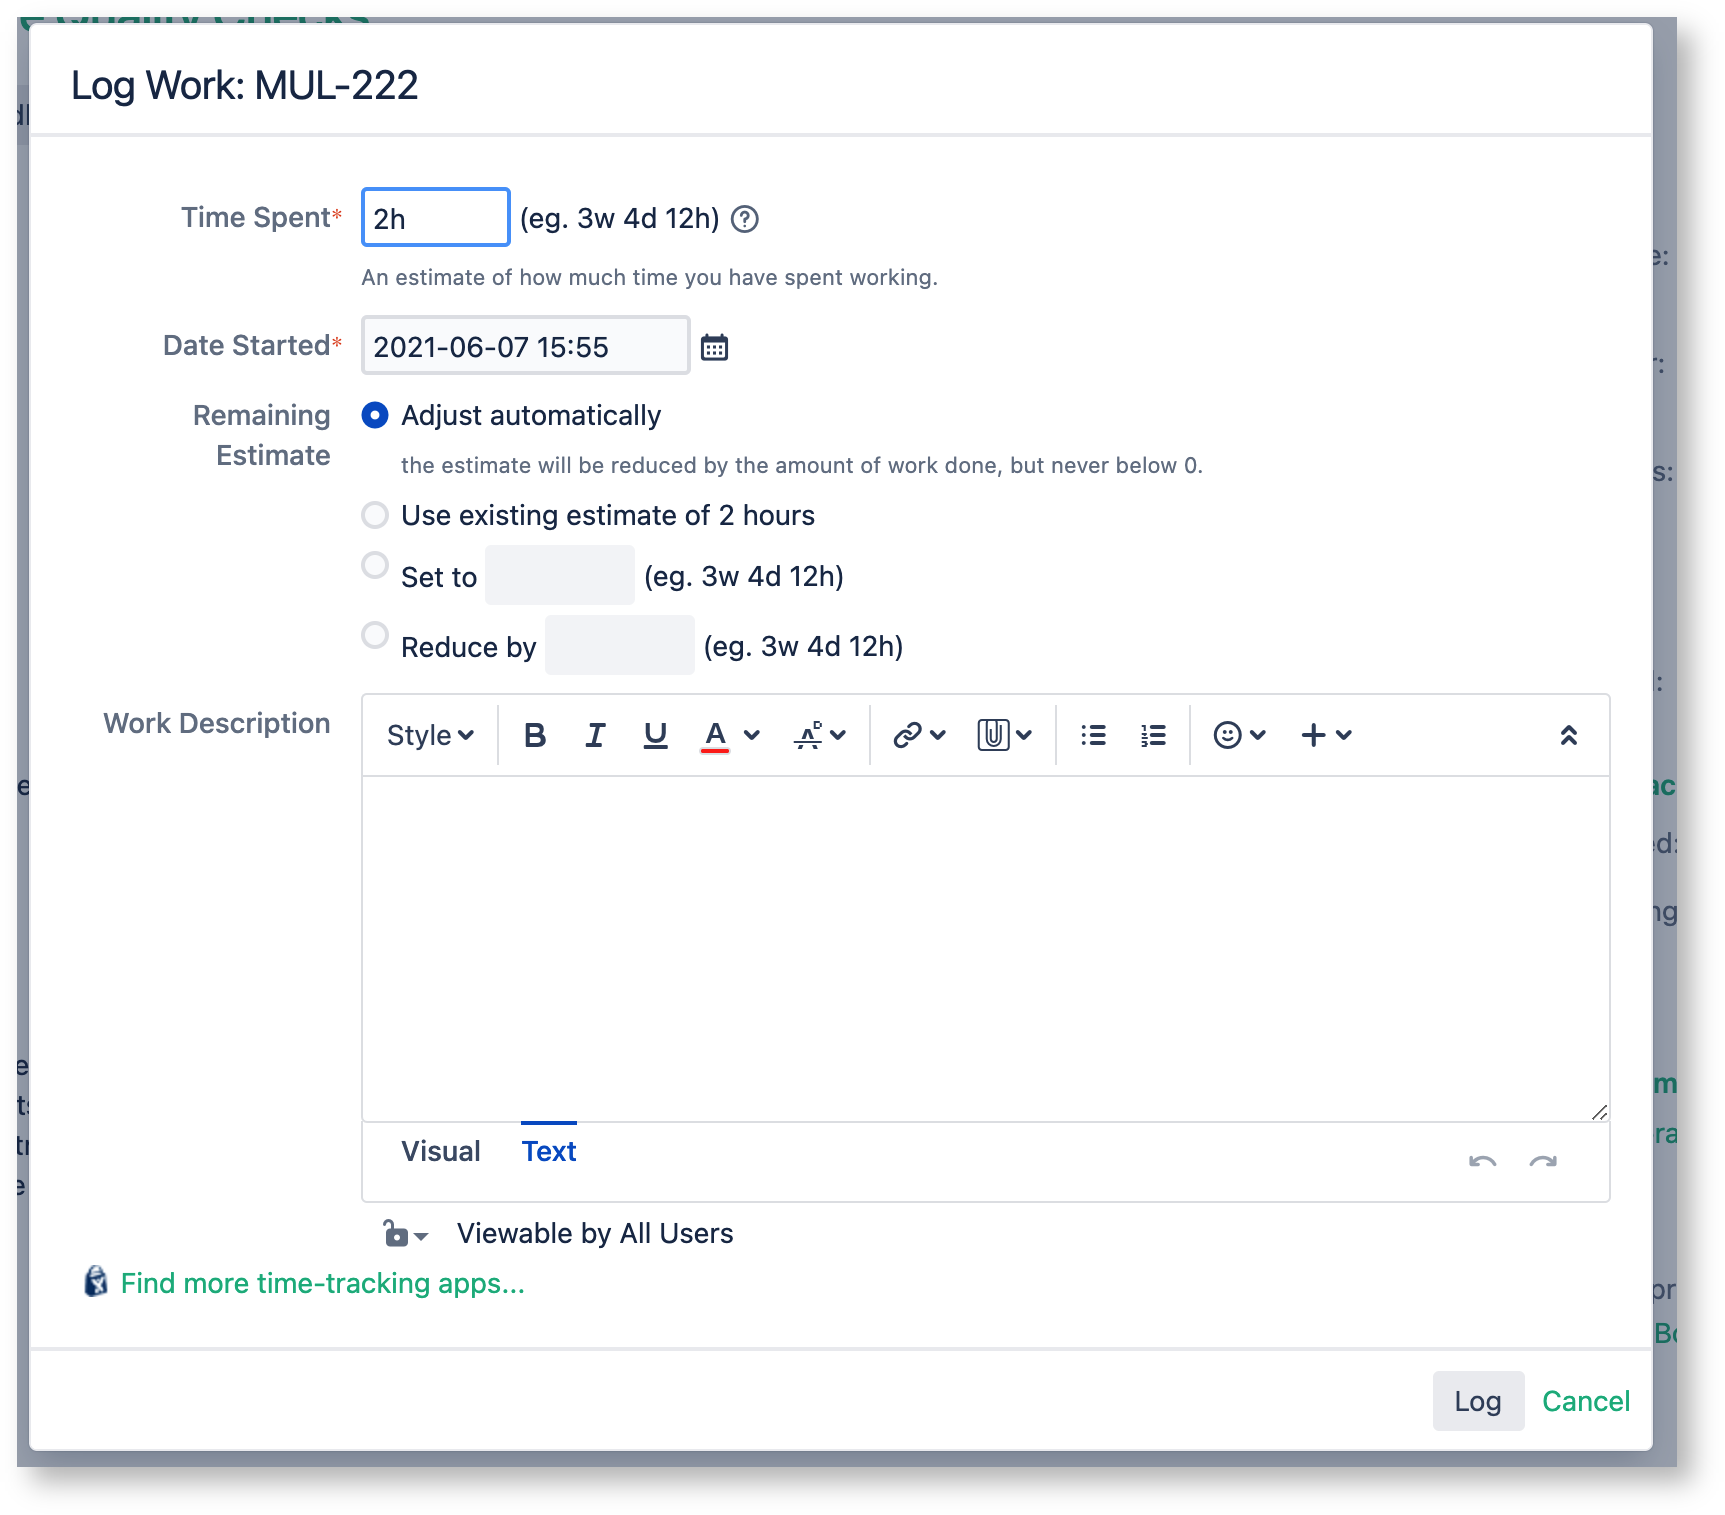 e Quality Checks
Log Work: MUL-222
Time Spent* 2h (eg. 3w 4d 12h)
An estimate of how much time you have spent working.
Date Started* 2021-06-07 15:55
Remaining Estimate
Adjust automatically
the estimate will be reduced by the amount of work done, but never below 0.
Use existing estimate of 2 hours
Set to (eg. 3w 4d 12h)
Reduce by (eg. 3w 4d 12h)
Work Description
Style
Visual Text
Viewable by All Users
Find more time-tracking apps...
Log Cancel